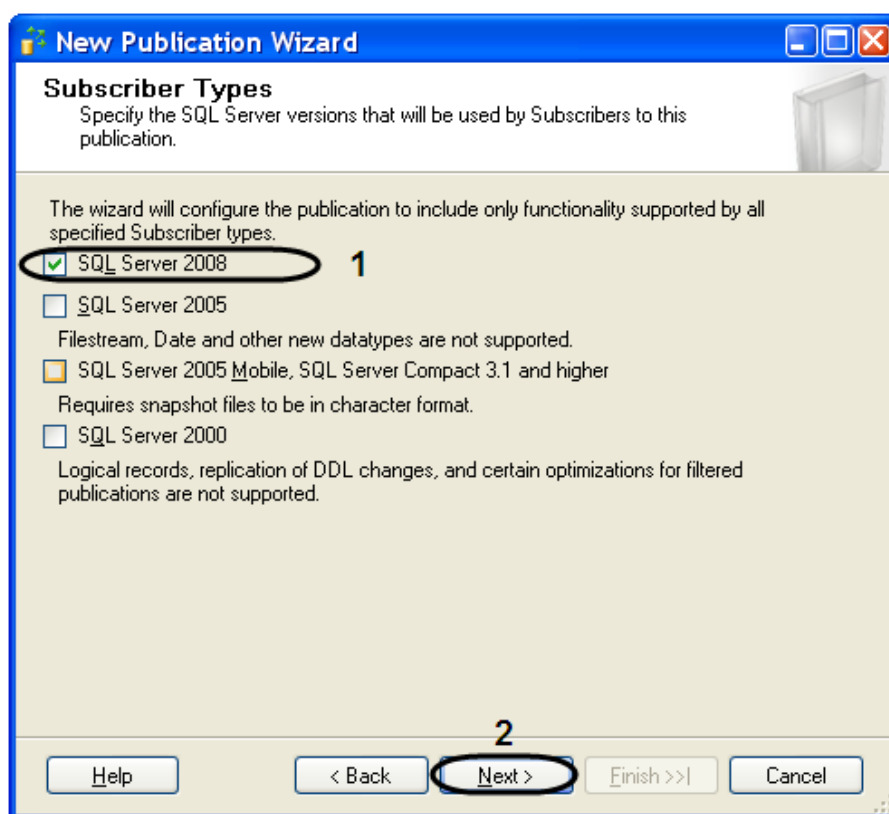 New Publication Wizard
Subscriber Types
Specify the SQL Server versions that will be used by Subscribers to this
publication.
The wizard will configure the publication to include only functionality supported by all
specified Subscriber types.
SQL Server 2008 1
SQL Server 2005
Filestream, Date and other new datatypes are not supported.
SQL Server 2005 Mobile, SQL Server Compact 3.1 and higher
Requires snapshot files to be in character format.
SQL Server 2000
Logical records, replication of DDL changes, and certain optimizations for filtered
publications are not supported.
2
Help < Back Next > Finish >>| Cancel